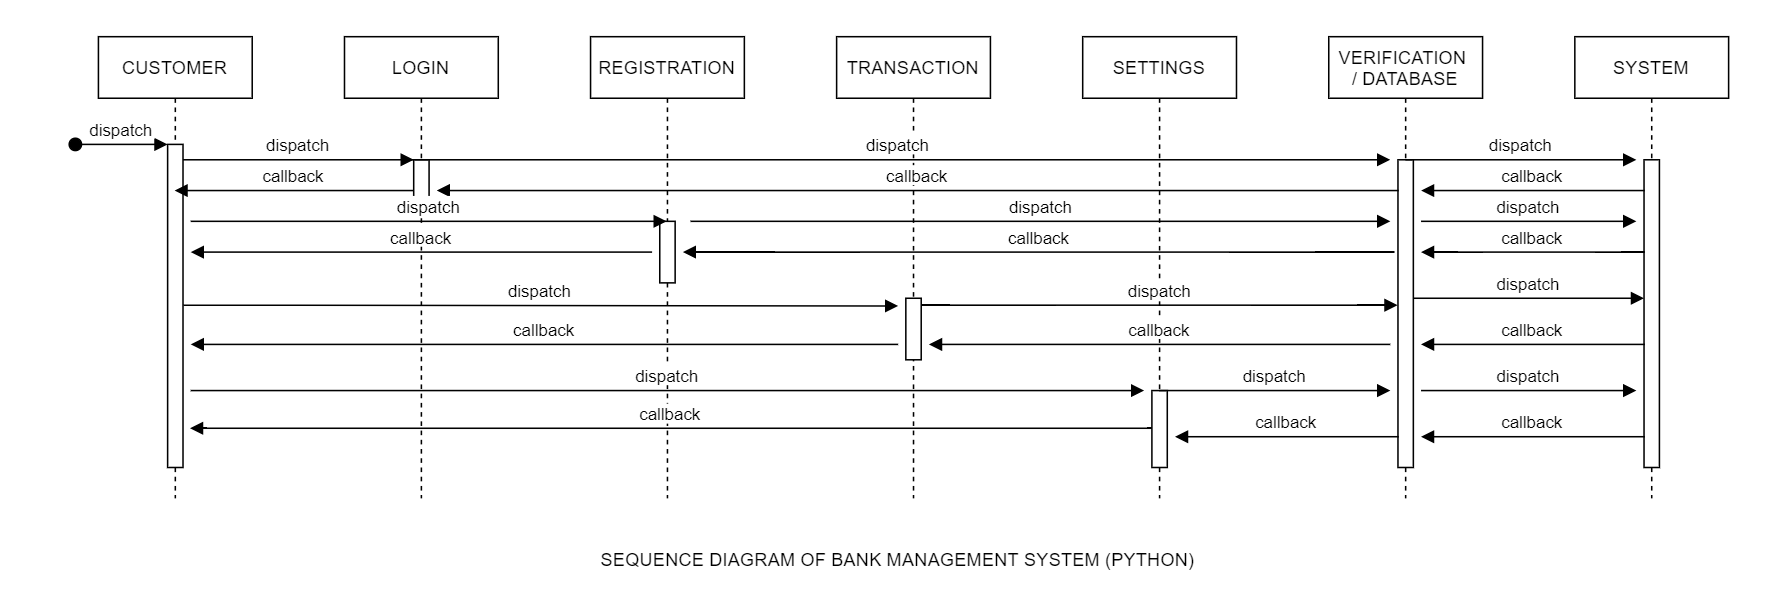 CUSTOMER
LOGIN
REGISTRATION
TRANSACTION
SETTINGS
VERIFICATION
/ DATABASE
SYSTEM
dispatch
dispatch
dispatch
dispatch
callback
callback
callback
dispatch
dispatch
dispatch
callback
callback
callback
dispatch
dispatch
dispatch
callback
callback
callback
dispatch
dispatch
dispatch
callback
callback
callback
SEQUENCE DIAGRAM OF BANK MANAGEMENT SYSTEM (PYTHON)